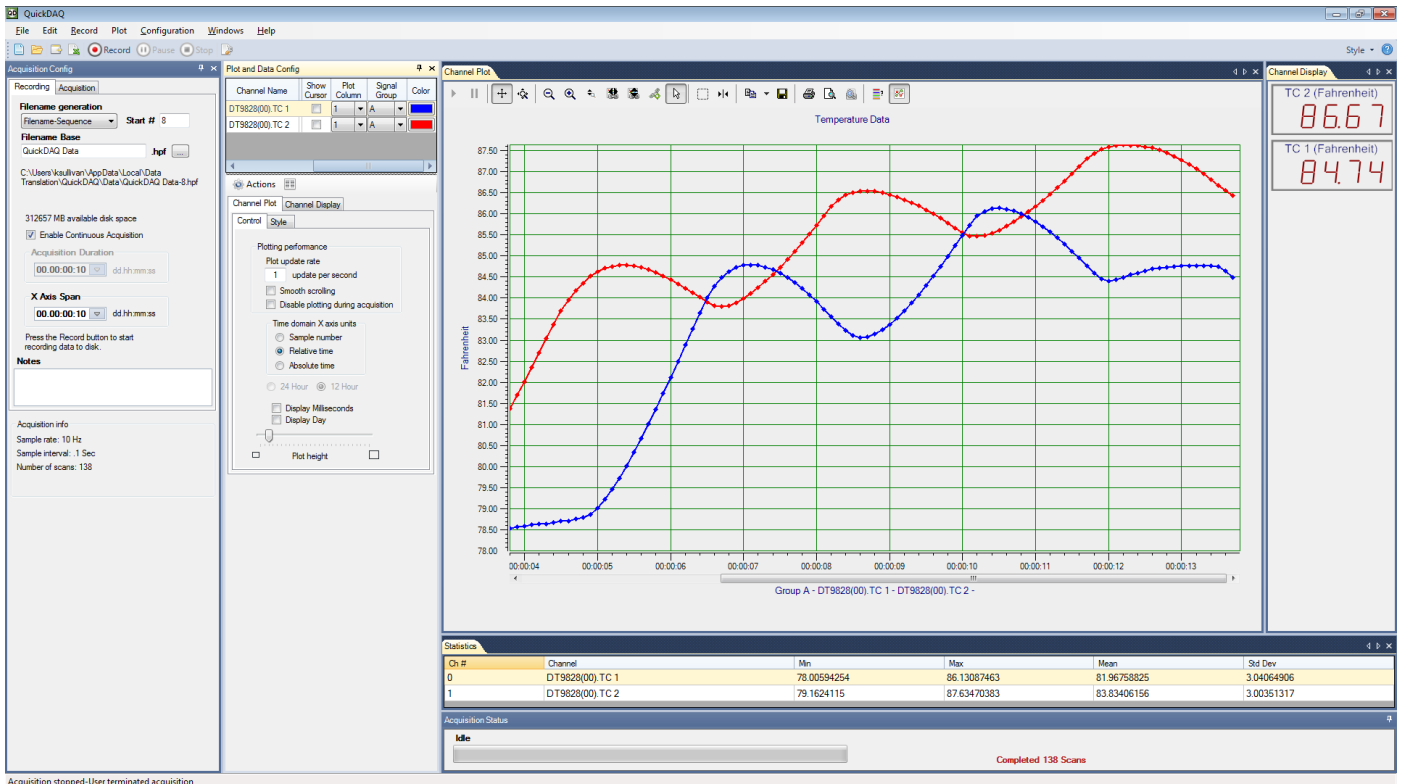 QuickDAQ
File Edit Record Plot Configuration Windows Help
Record Pause Stop
Style
Acquisition Config
Recording Acquisition
Filename generation
Filename-Sequence Start # 8
Filename Base
QuickDAQ Data .hpf ...
C:\Users\ksullivan\AppData\Local\Data
Translation\QuickDAQ\Data\QuickDAQ Data-8.hpf
312657 MB available disk space
Enable Continuous Acquisition
Acquisition Duration
00.00:00:10 dd.hh:mm:ss
X Axis Span
00.00:00:10 dd.hh:mm:ss
Press the Record button to start
recording data to disk.
Notes
Acquisition info
Sample rate: 10 Hz
Sample interval: .1 Sec
Number of scans: 138
Plot and Data Config
Channel Name Show Cursor Plot Column Signal Group Color
DT9828(00).TC 1 1 A
DT9828(00).TC 2 1 A
Actions
Channel Plot Channel Display
Control Style
Plotting performance
Plot update rate
1 update per second
Smooth scrolling
Disable plotting during acquisition
Time domain X axis units
Sample number
Relative time
Absolute time
24 Hour 12 Hour
Display Milliseconds
Display Day
Plot height
Channel Plot
Temperature Data
Fahrenheit
87.50
87.00
86.50
86.00
85.50
85.00
84.50
84.00
83.50
83.00
82.50
82.00
81.50
81.00
80.50
80.00
79.50
79.00
78.50
78.00
00:00:04 00:00:05 00:00:06 00:00:07 00:00:08 00:00:09 00:00:10 00:00:11 00:00:12 00:00:13
Group A - DT9828(00).TC 1 - DT9828(00).TC 2 -
Channel Display
TC 2 (Fahrenheit)
86.67
TC 1 (Fahrenheit)
84.74
Statistics
Ch # Channel Min Max Mean Std Dev
0 DT9828(00).TC 1 78.00594254 86.13087463 81.96758825 3.04064906
1 DT9828(00).TC 2 79.1624115 87.63470383 83.83406156 3.00351317
Acquisition Status
Idle
Completed 138 Scans
Acquisition stopped-User terminated acquisition